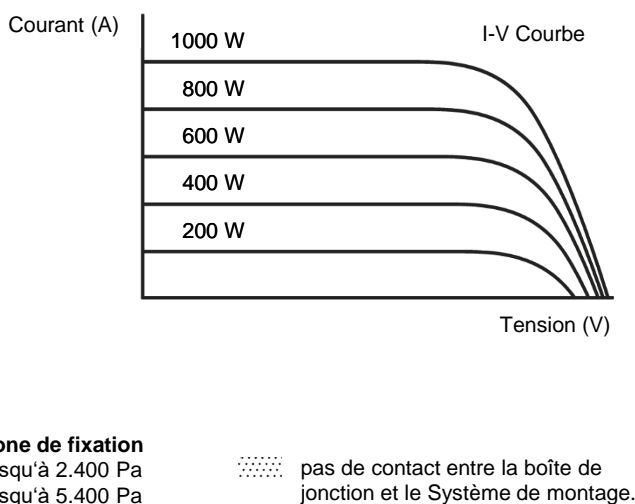 Courant (A)
I-V Courbe
1000 W
800 W
600 W
400 W
200 W
Tension (V)
one de fixation
squ‘à 2.400 Pa
squ‘à 5.400 Pa
pas de contact entre la boîte de
jonction et le Système de montage.